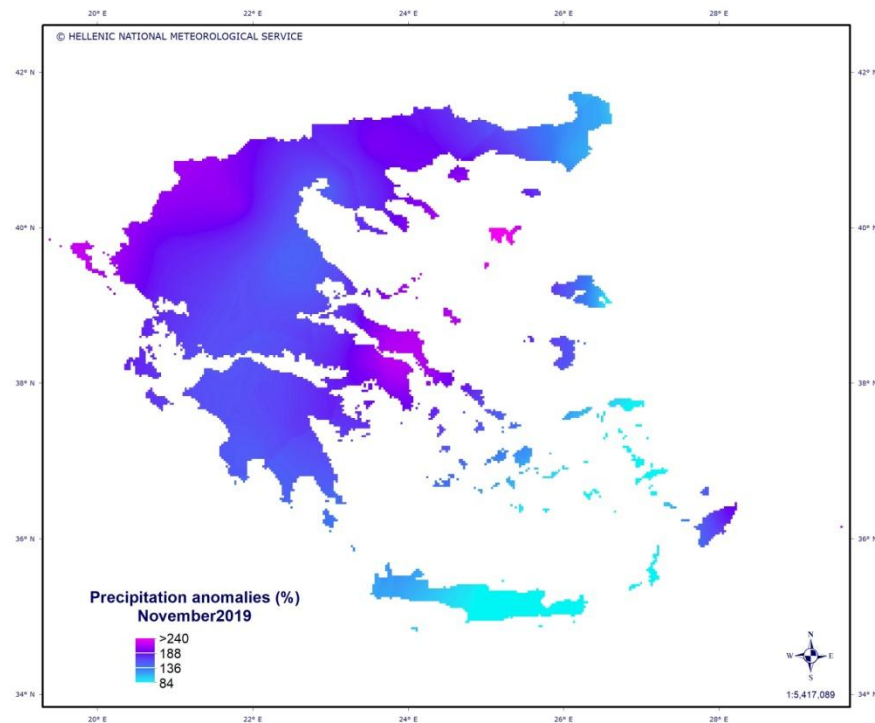 20° E 22° E 24° E 26° E 28° E
© HELLENIC NATIONAL METEOROLOGICAL SERVICE
42° N 42° N
40° N 40° N
38° N 38° N
36° N 36° N
Precipitation anomalies (%)
November2019
>240
188
136
84
N
W E
S
1:5,417,089
34° N 34° N
20° E 22° E 24° E 26° E 28° E